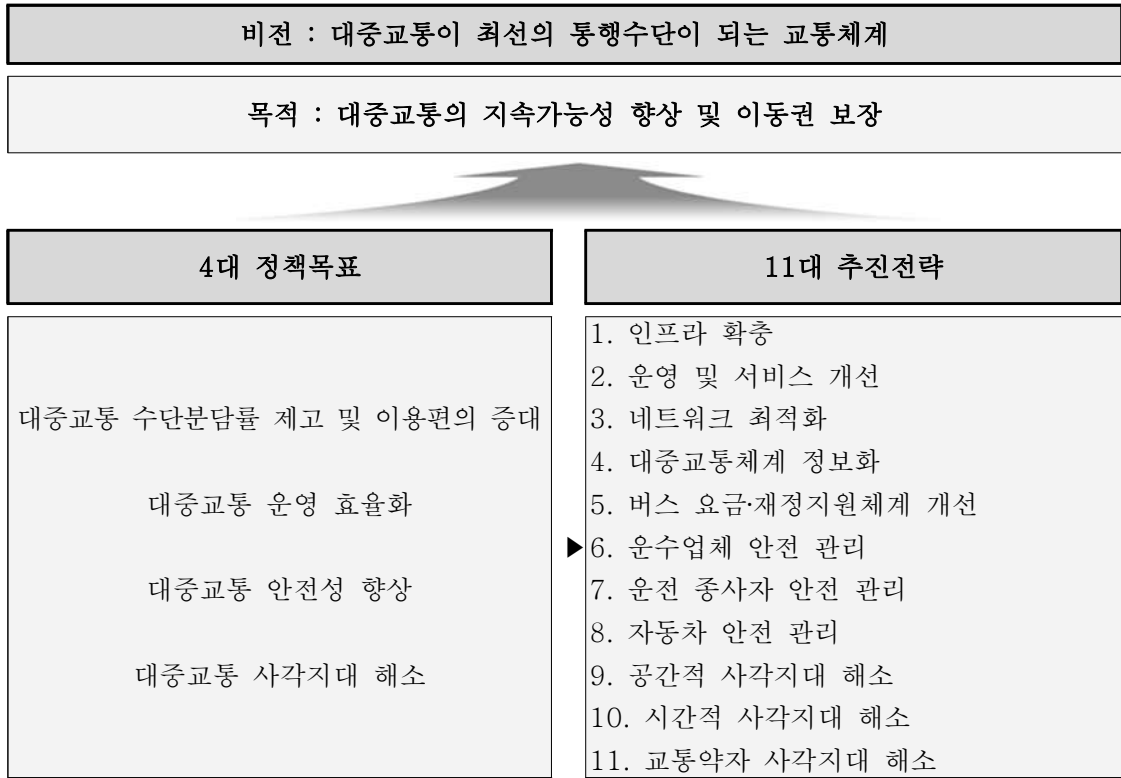 비전 : 대중교통이 최선의 통행수단이 되는 교통체계
목적 : 대중교통의 지속가능성 향상 및 이동권 보장
4대 정책목표
대중교통 수단분담률 제고 및 이용편의 증대
대중교통 운영 효율화
대중교통 안전성 향상
대중교통 사각지대 해소
11대 추진전략
1. 인프라 확충
2. 운영 및 서비스 개선
3. 네트워크 최적화
4. 대중교통체계 정보화
5. 버스 요금·재정지원체계 개선
▶6. 운수업체 안전 관리
7. 운전 종사자 안전 관리
8. 자동차 안전 관리
9. 공간적 사각지대 해소
10. 시간적 사각지대 해소
11. 교통약자 사각지대 해소